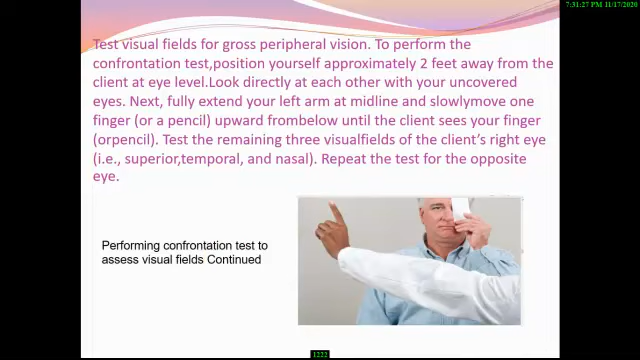 7:31:27 PM 11/17/2020
Test visual fields for gross peripheral vision. To perform the
confrontation test,position yourself approximately 2 feet away from the
client at eye level.Look directly at each other with your uncovered
eyes. Next, fully extend your left arm at midline and slowlymove one
finger (or a pencil) upward frombelow until the client sees your finger
(orpencil). Test the remaining three visualfields of the client's right eye
(i.e., superior,temporal, and nasal). Repeat the test for the opposite
eye.
Performing confrontation test to
assess visual fields Continued
1222